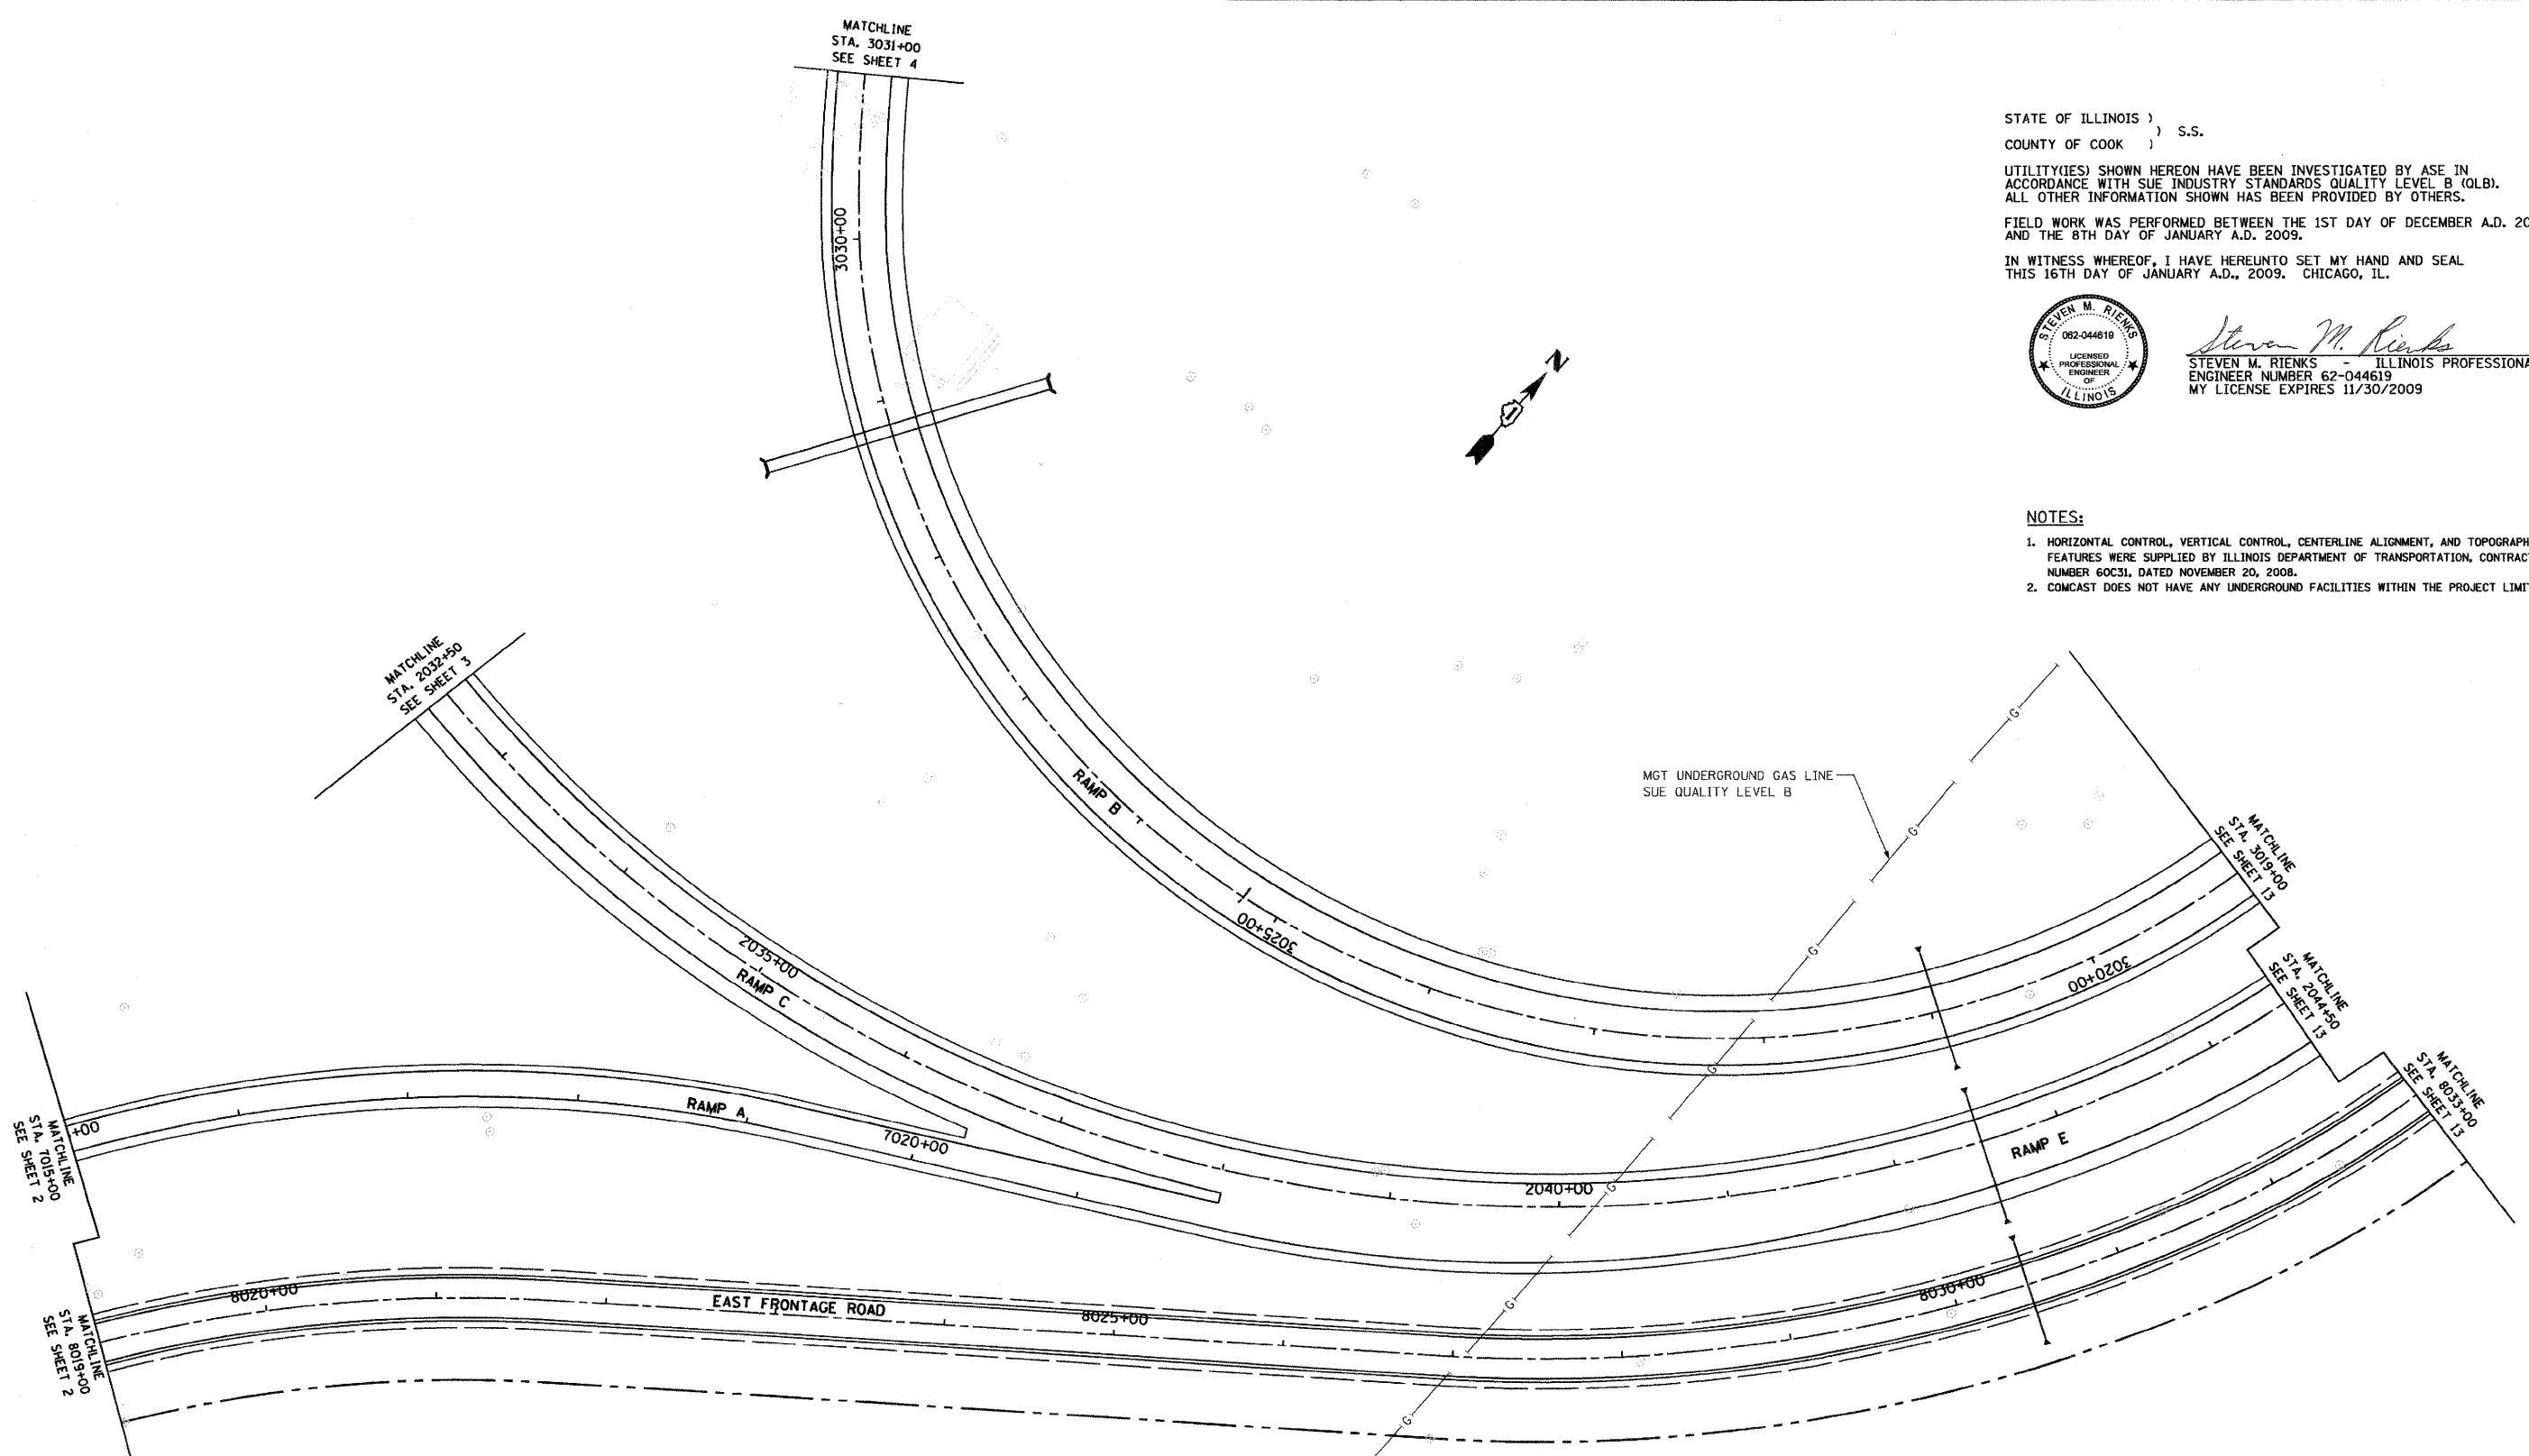 MATCHLINE
STA. 3031+00
SEE SHEET 4
STATE OF ILLINOIS )
) S.S.
COUNTY OF COOK )
UTILITY(IES) SHOWN HEREON HAVE BEEN INVESTIGATED BY ASE IN
ACCORDANCE WITH SUE INDUSTRY STANDARDS QUALITY LEVEL B (QLB).
ALL OTHER INFORMATION SHOWN HAS BEEN PROVIDED BY OTHERS.
FIELD WORK WAS PERFORMED BETWEEN THE 1ST DAY OF DECEMBER A.D. 20
AND THE 8TH DAY OF JANUARY A.D. 2009.
IN WITNESS WHEREOF, I HAVE HEREUNTO SET MY HAND AND SEAL
THIS 16TH DAY OF JANUARY A.D., 2009. CHICAGO, IL.
STEVEN M. RIENKS
062-044619
LICENSED
PROFESSIONAL
ENGINEER
OF
ILLINOIS
Steven M. Rienks
STEVEN M. RIENKS - ILLINOIS PROFESSIONA
ENGINEER NUMBER 62-044619
MY LICENSE EXPIRES 11/30/2009
3030+00
N
NOTES:
1. HORIZONTAL CONTROL, VERTICAL CONTROL, CENTERLINE ALIGNMENT, AND TOPOGRAPH
FEATURES WERE SUPPLIED BY ILLINOIS DEPARTMENT OF TRANSPORTATION, CONTRAC
NUMBER 60C31, DATED NOVEMBER 20, 2008.
2. COMCAST DOES NOT HAVE ANY UNDERGROUND FACILITIES WITHIN THE PROJECT LIMI
MATCHLINE
STA. 2032+50
SEE SHEET 3
G
MGT UNDERGROUND GAS LINE
SUE QUALITY LEVEL B
RAMP B
G
MATCHLINE
STA. 3019+00
SEE SHEET 13
3025+00
2035+00
RAMP C
G
3020+00
MATCHLINE
STA. 2044+50
SEE SHEET 13
G
MATCHLINE
STA. 8033+00
SEE SHEET 13
RAMP A
+00
7020+00
MATCHLINE
STA. 7015+00
SEE SHEET 2
RAMP E
2040+00
G
8020+00
EAST FRONTAGE ROAD
8025+00
G
8030+00
MATCHLINE
STA. 8019+00
SEE SHEET 2
G